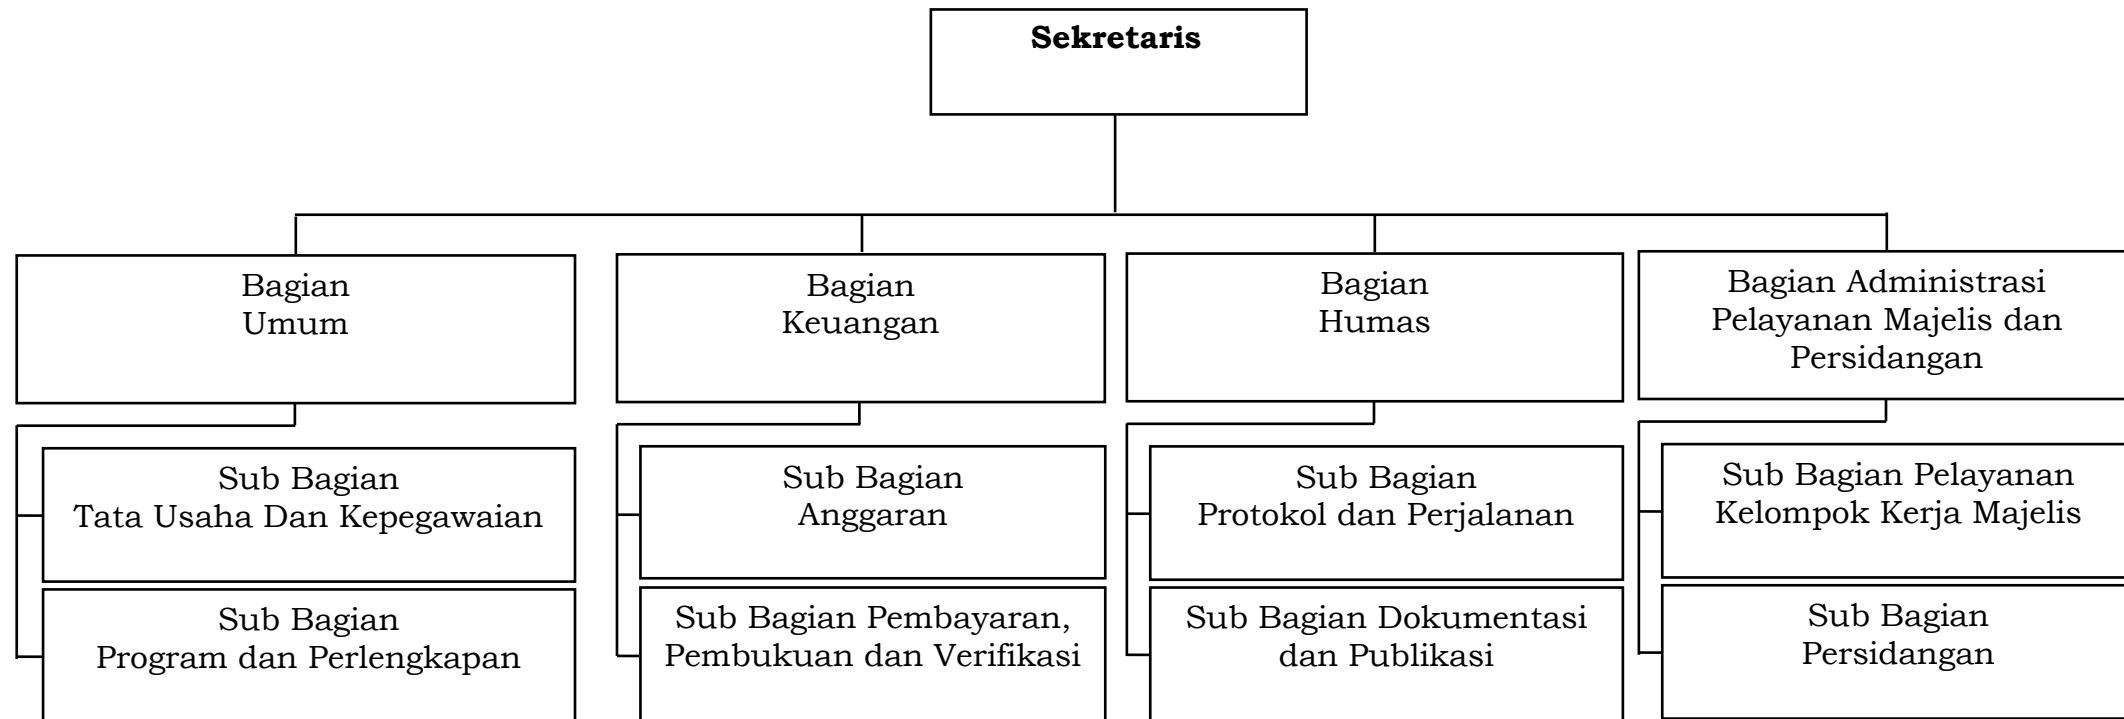 Sekretaris
Bagian
Umum
Bagian
Keuangan
Bagian
Humas
Bagian Administrasi
Pelayanan Majelis dan
Persidangan
Sub Bagian
Tata Usaha Dan Kepegawaian
Sub Bagian
Anggaran
Sub Bagian
Protokol dan Perjalanan
Sub Bagian Pelayanan
Kelompok Kerja Majelis
Sub Bagian
Program dan Perlengkapan
Sub Bagian Pembayaran,
Pembukuan dan Verifikasi
Sub Bagian Dokumentasi
dan Publikasi
Sub Bagian
Persidangan